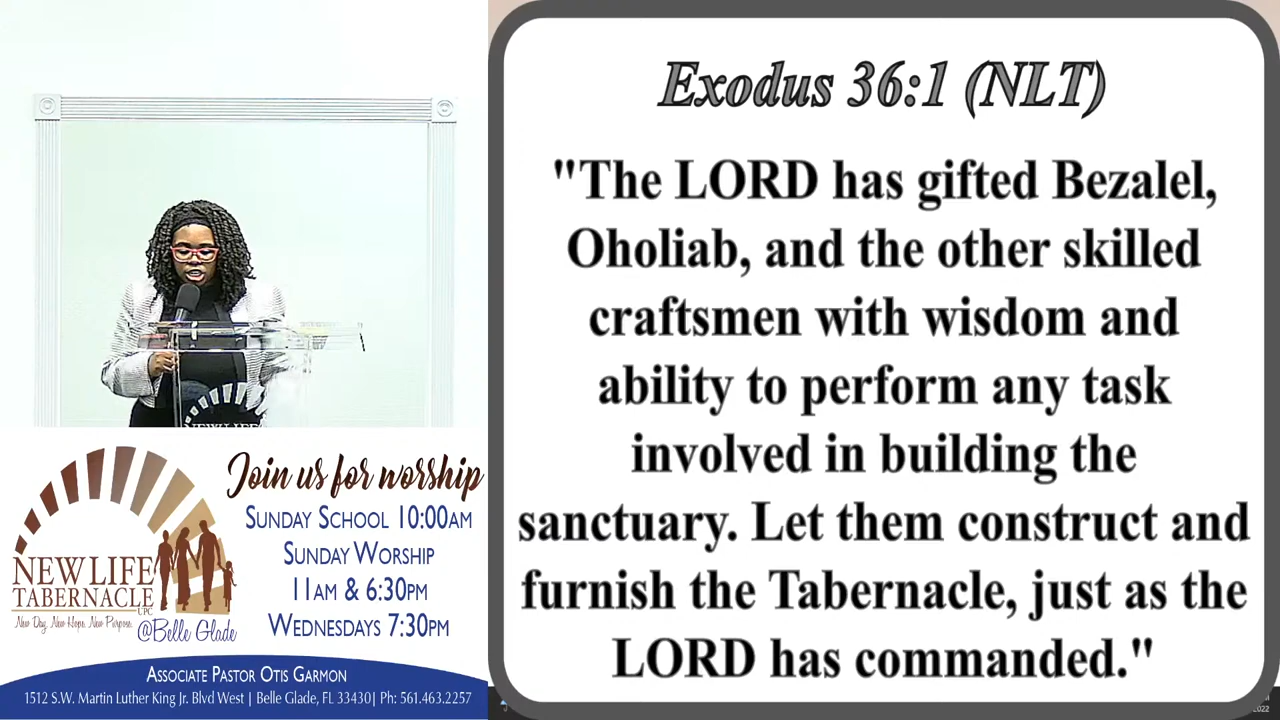 NEW LIFE
Join us for worship
SUNDAY SCHOOL 10:00AM
SUNDAY WORSHIP
11AM & 6:30PM
WEDNESDAYS 7:30PM
NEW LIFE
TABERNACLE
UPC
New Day. New Hope. New Purpose.
@Belle Glade
ASSOCIATE PASTOR OTIS GARMON
1512 S.W. Martin Luther King Jr. Blvd West | Belle Glade, FL 33430| Ph: 561.463.2257
Exodus 36:1 (NLT)
"The LORD has gifted Bezalel,
Oholiab, and the other skilled
craftsmen with wisdom and
ability to perform any task
involved in building the
sanctuary. Let them construct and
furnish the Tabernacle, just as the
LORD has commanded."